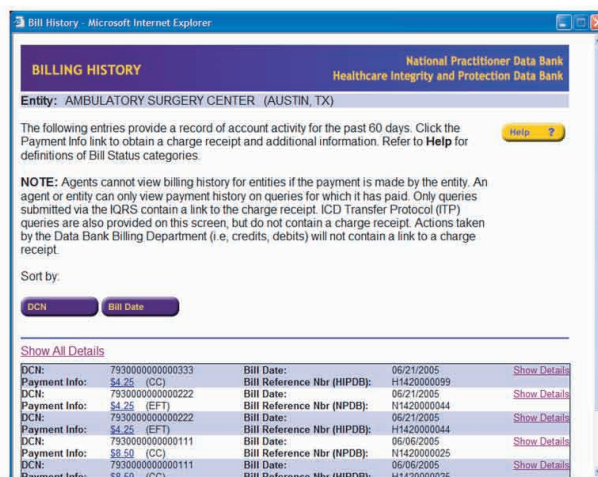 Bill History - Microsoft Internet Explorer
BILLING HISTORY
National Practitioner Data Bank
Healthcare Integrity and Protection Data Bank
Entity: AMBULATORY SURGERY CENTER (AUSTIN, TX)
The following entries provide a record of account activity for the past 60 days. Click the
Payment Info link to obtain a charge receipt and additional information. Refer to Help for
definitions of Bill Status categories.
Help ?
NOTE: Agents cannot view billing history for entities if the payment is made by the entity. An
agent or entity can only view payment history on queries for which it has paid. Only queries
submitted via the IQRS contain a link to the charge receipt. ICD Transfer Protocol (ITP)
queries are also provided on this screen, but do not contain a charge receipt. Actions taken
by the Data Bank Billing Department (i.e, credits, debits) will not contain a link to a charge
receipt.
Sort by:
DCN Bill Date
Show All Details
DCN: 7930000000000333 Bill Date: 06/21/2005 Show Details
Payment Info: $4.25 (CC) Bill Reference Nbr (HIPDB): H1420000099
DCN: 7930000000000222 Bill Date: 06/21/2005 Show Details
Payment Info: $4.25 (EFT) Bill Reference Nbr (NPDB): N1420000044
DCN: 7930000000000222 Bill Date: 06/21/2005 Show Details
Payment Info: $4.25 (EFT) Bill Reference Nbr (HIPDB): H1420000044
DCN: 7930000000000111 Bill Date: 06/06/2005 Show Details
Payment Info: $8.50 (CC) Bill Reference Nbr (NPDB): N1420000025
DCN: 7930000000000111 Bill Date: 06/06/2005 Show Details
Payment Info: $8.50 (CC) Bill Reference Nbr (HIPDB): H1420000025